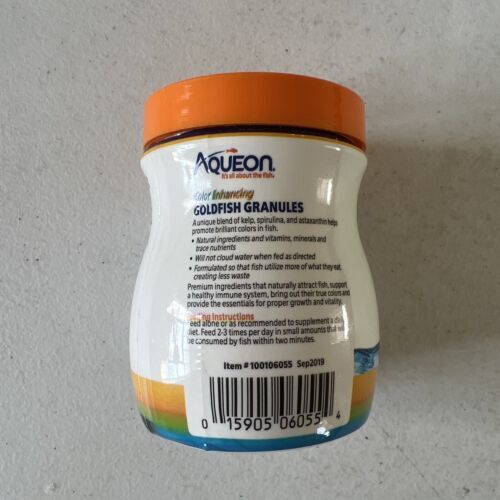 AQUEON
It's all about the fish.
Color Enhancing
GOLDFISH GRANULES
A unique blend of kelp, spirulina, and astaxanthin helps
promote brilliant colors in fish.
• Natural ingredients and vitamins, minerals and
trace nutrients
• Will not cloud water when fed as directed
• Formulated so that fish utilize more of what they eat,
creating less waste
Premium ingredients that naturally attract fish, support
a healthy immune system, bring out their true colors and
provide the essentials for proper growth and vitality.
Feeding Instructions
Feed alone or as recommended to supplement a daily
diet. Feed 2-3 times per day in small amounts that will
be consumed by fish within two minutes.
Item # 100106055 Sep2019
0 15905 06055 4